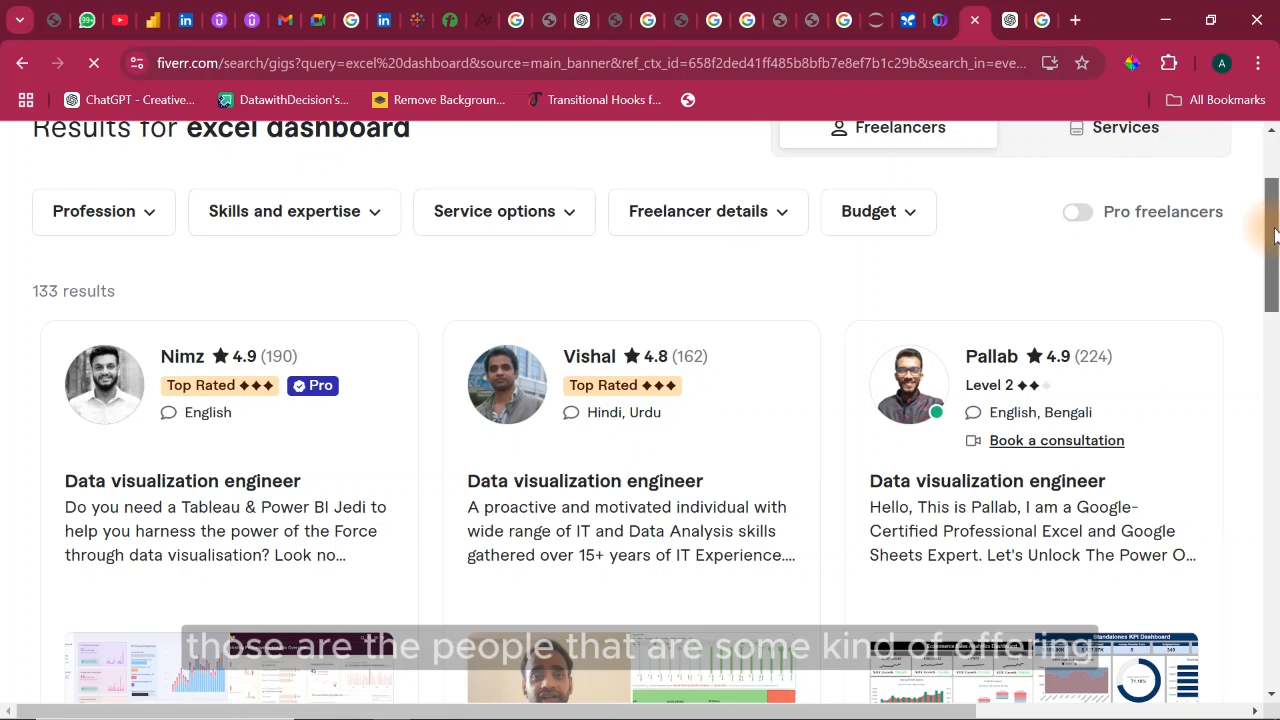 99+
fiverr.com/search/gigs?query=excel%20dashboard&source=main_banner&ref_ctx_id=658f2ded41ff485b8bfb7e8ef7b1c29b&search_in=eve...
A
ChatGPT - Creative...
DatawithDecision's...
Remove Backgroun...
Transitional Hooks f...
All Bookmarks
Results for excel dashboard
Freelancers
Services
Profession
Skills and expertise
Service options
Freelancer details
Budget
Pro freelancers
133 results
Nimz ★ 4.9 (190)
Top Rated
Pro
English
Data visualization engineer
Do you need a Tableau & Power BI Jedi to
help you harness the power of the Force
through data visualisation? Look no...
Vishal ★ 4.8 (162)
Top Rated
Hindi, Urdu
Data visualization engineer
A proactive and motivated individual with
wide range of IT and Data Analysis skills
gathered over 15+ years of IT Experience....
Pallab ★ 4.9 (224)
Level 2
English, Bengali
Book a consultation
Data visualization engineer
Hello, This is Pallab, I am a Google-
Certified Professional Excel and Google
Sheets Expert. Let's Unlock The Power O...
those are the people that are some kind of offering
Standalones KPI Dashboard